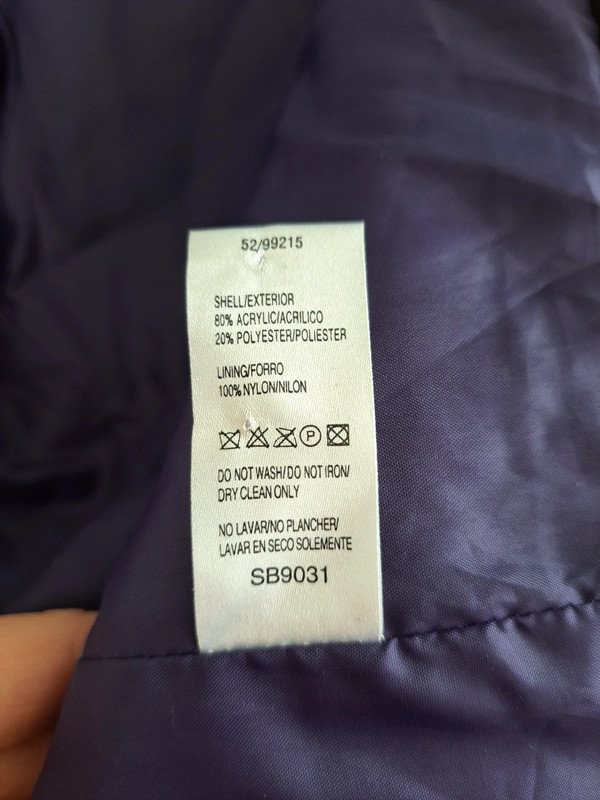 52/99215
SHELL/EXTERIOR
80% ACRYLIC/ACRILICO
20% POLYESTER/POLIESTER
LINING/FORRO
100% NYLON/NILON
P
DO NOT WASH/DO NOT IRON/
DRY CLEAN ONLY
NO LAVAR/NO PLANCHER/
LAVAR EN SECO SOLEMENTE
SB9031